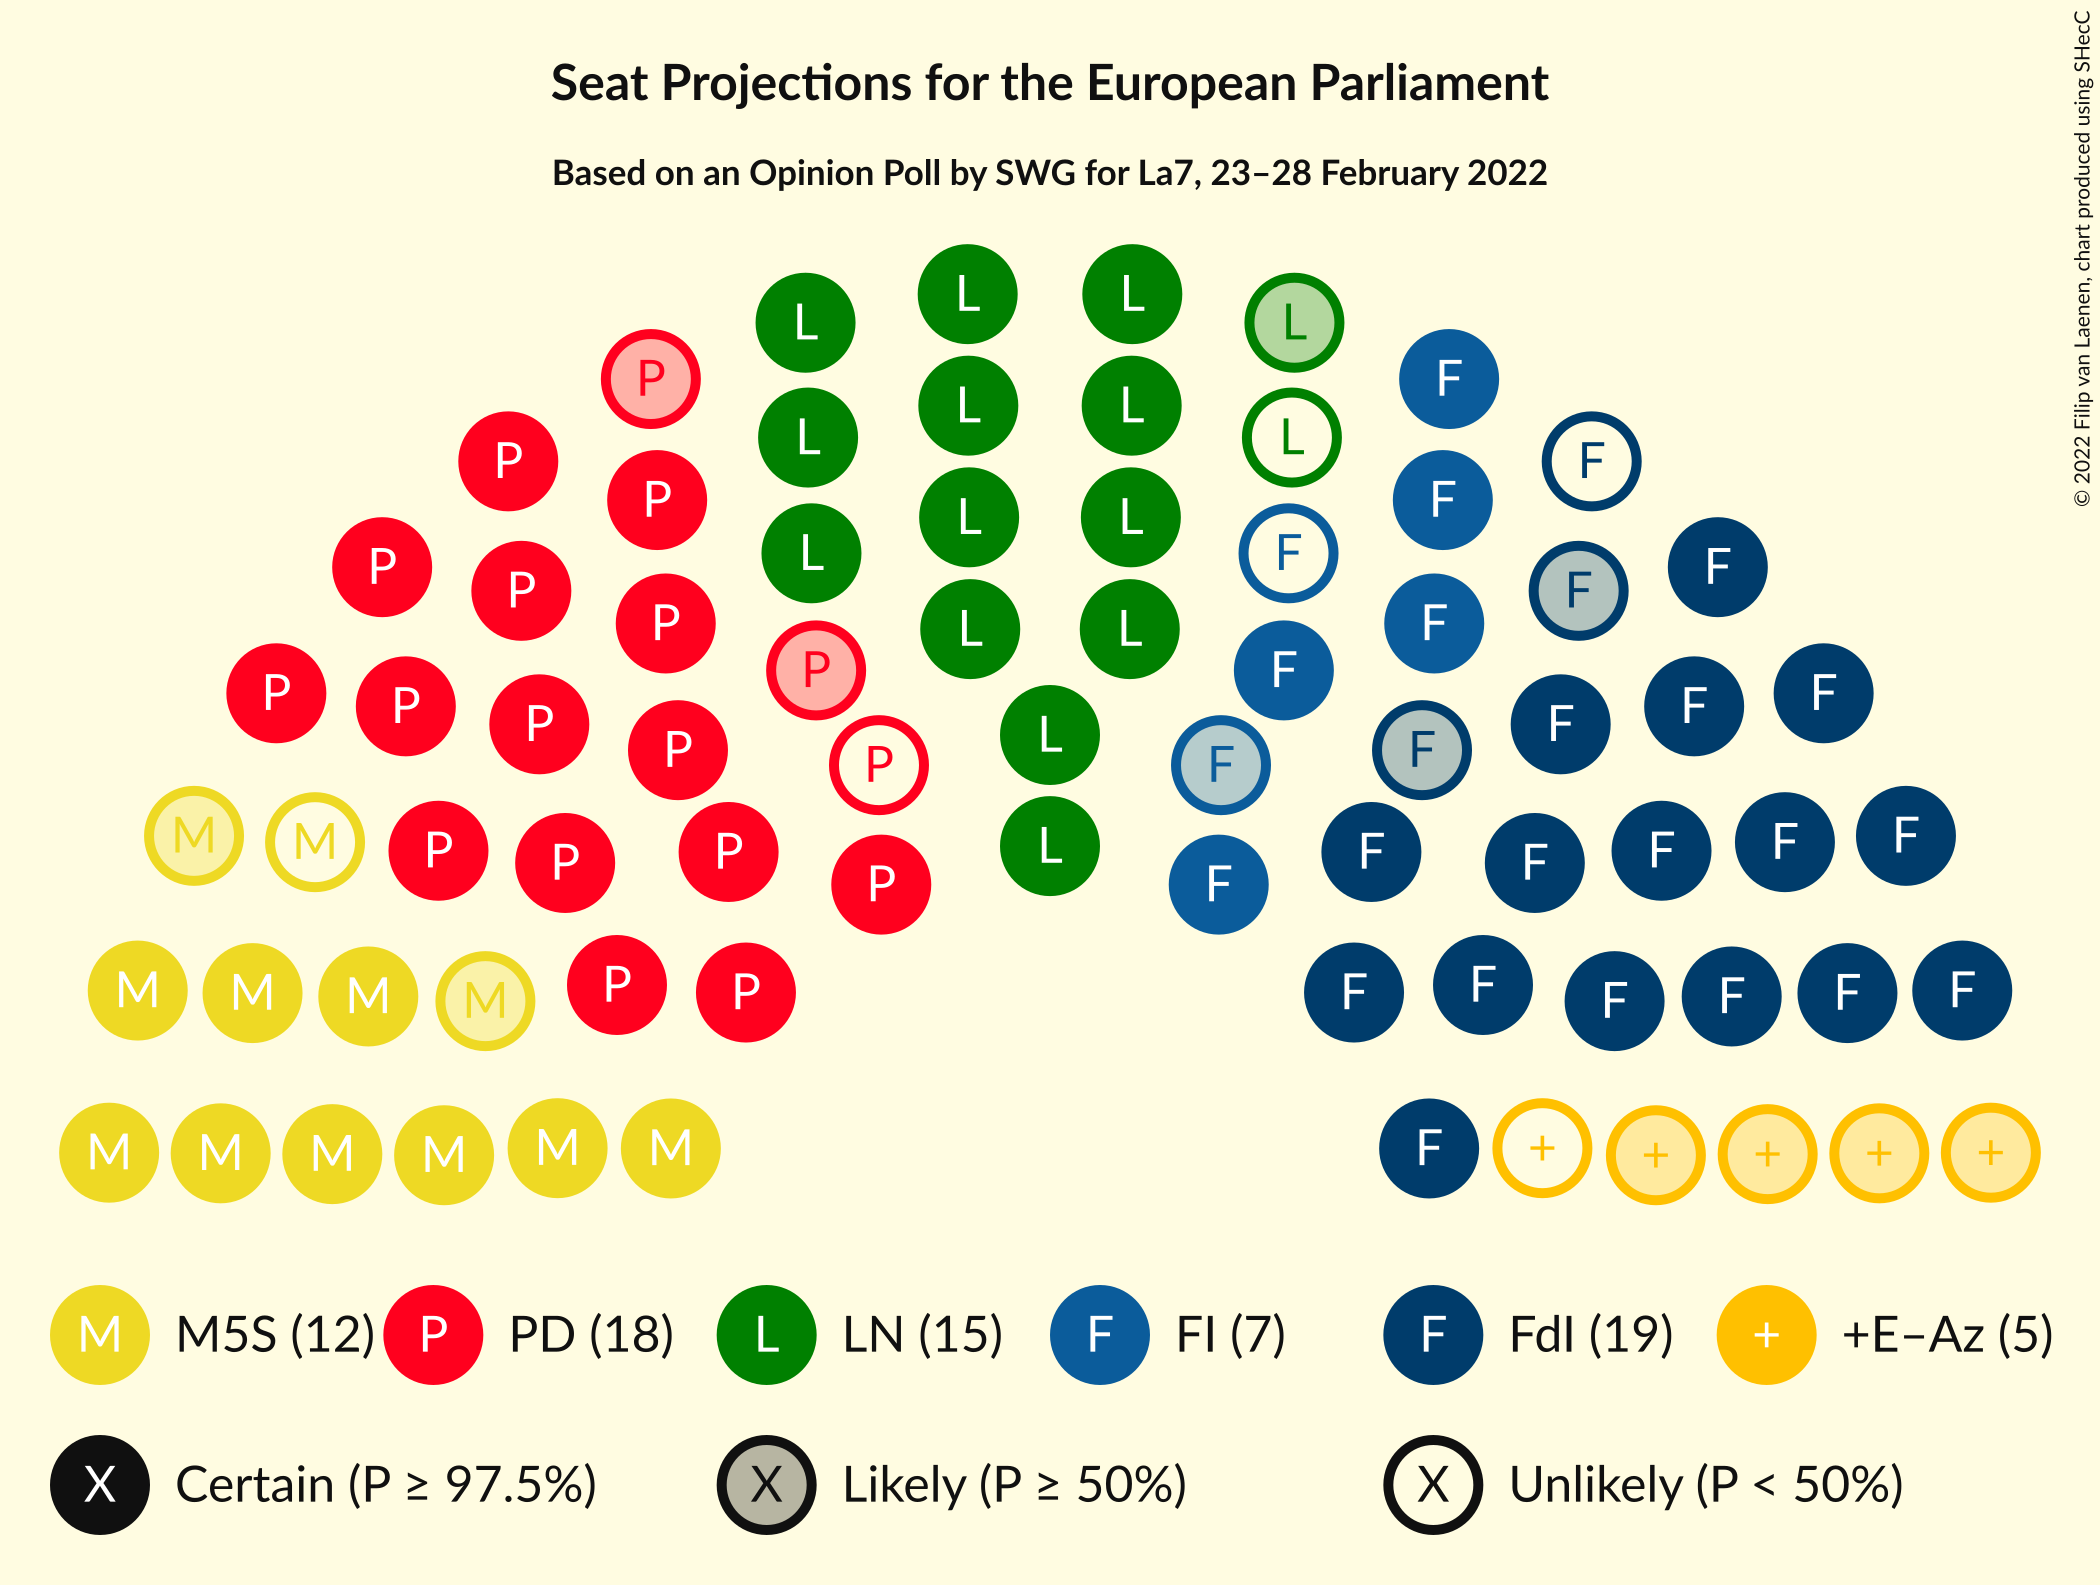 Seat Projections for the European Parliament
Based on an Opinion Poll by SWG for La7, 23–28 February 2022
© 2022 Filip van Laenen, chart produced using SHecC
L L
L L
P F
L L
P F
L L
P F
L L
P P F F
L F
P P F F
L L
P P F F
P P P P F F F F
P L F
M M P P P P L F F F F F F
M M M M P P F F F F F F
M M M M M M F + + + + +
M M5S (12) P PD (18) L LN (15) F FI (7) F FdI (19) + +E–Az (5)
X Certain (P ≥ 97.5%) X Likely (P ≥ 50%) X Unlikely (P < 50%)